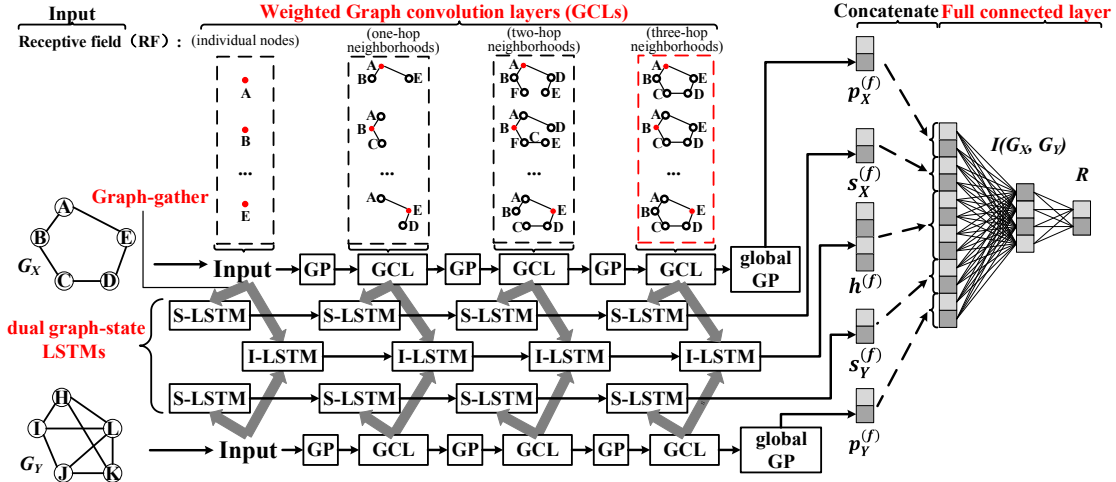 Input
Weighted Graph convolution layers (GCLs)
Concatenate
Full connected layer
Receptive field（RF）:
(individual nodes)
(one-hop
neighborhoods)
(two-hop
neighborhoods)
(three-hop
neighborhoods)
A
B
...
E
A
B
E
A
B
C
...
A
E
D
A
B
D
F
E
A
B
D
F
C
E
...
A
B
E
C
D
A
B
E
C
D
A
B
E
C
D
...
A
B
E
C
D
Graph-gather
A
B
E
C
D
G_X
Input
GP
GCL
GP
GCL
GP
GCL
global
GP
S-LSTM
S-LSTM
S-LSTM
S-LSTM
dual graph-state
LSTMs
I-LSTM
I-LSTM
I-LSTM
I-LSTM
S-LSTM
S-LSTM
S-LSTM
S-LSTM
H
I
L
J
K
G_Y
Input
GP
GCL
GP
GCL
GP
GCL
global
GP
p_X^{(f)}
s_X^{(f)}
h^{(f)}
s_Y^{(f)}
p_Y^{(f)}
I(G_X, G_Y)
R